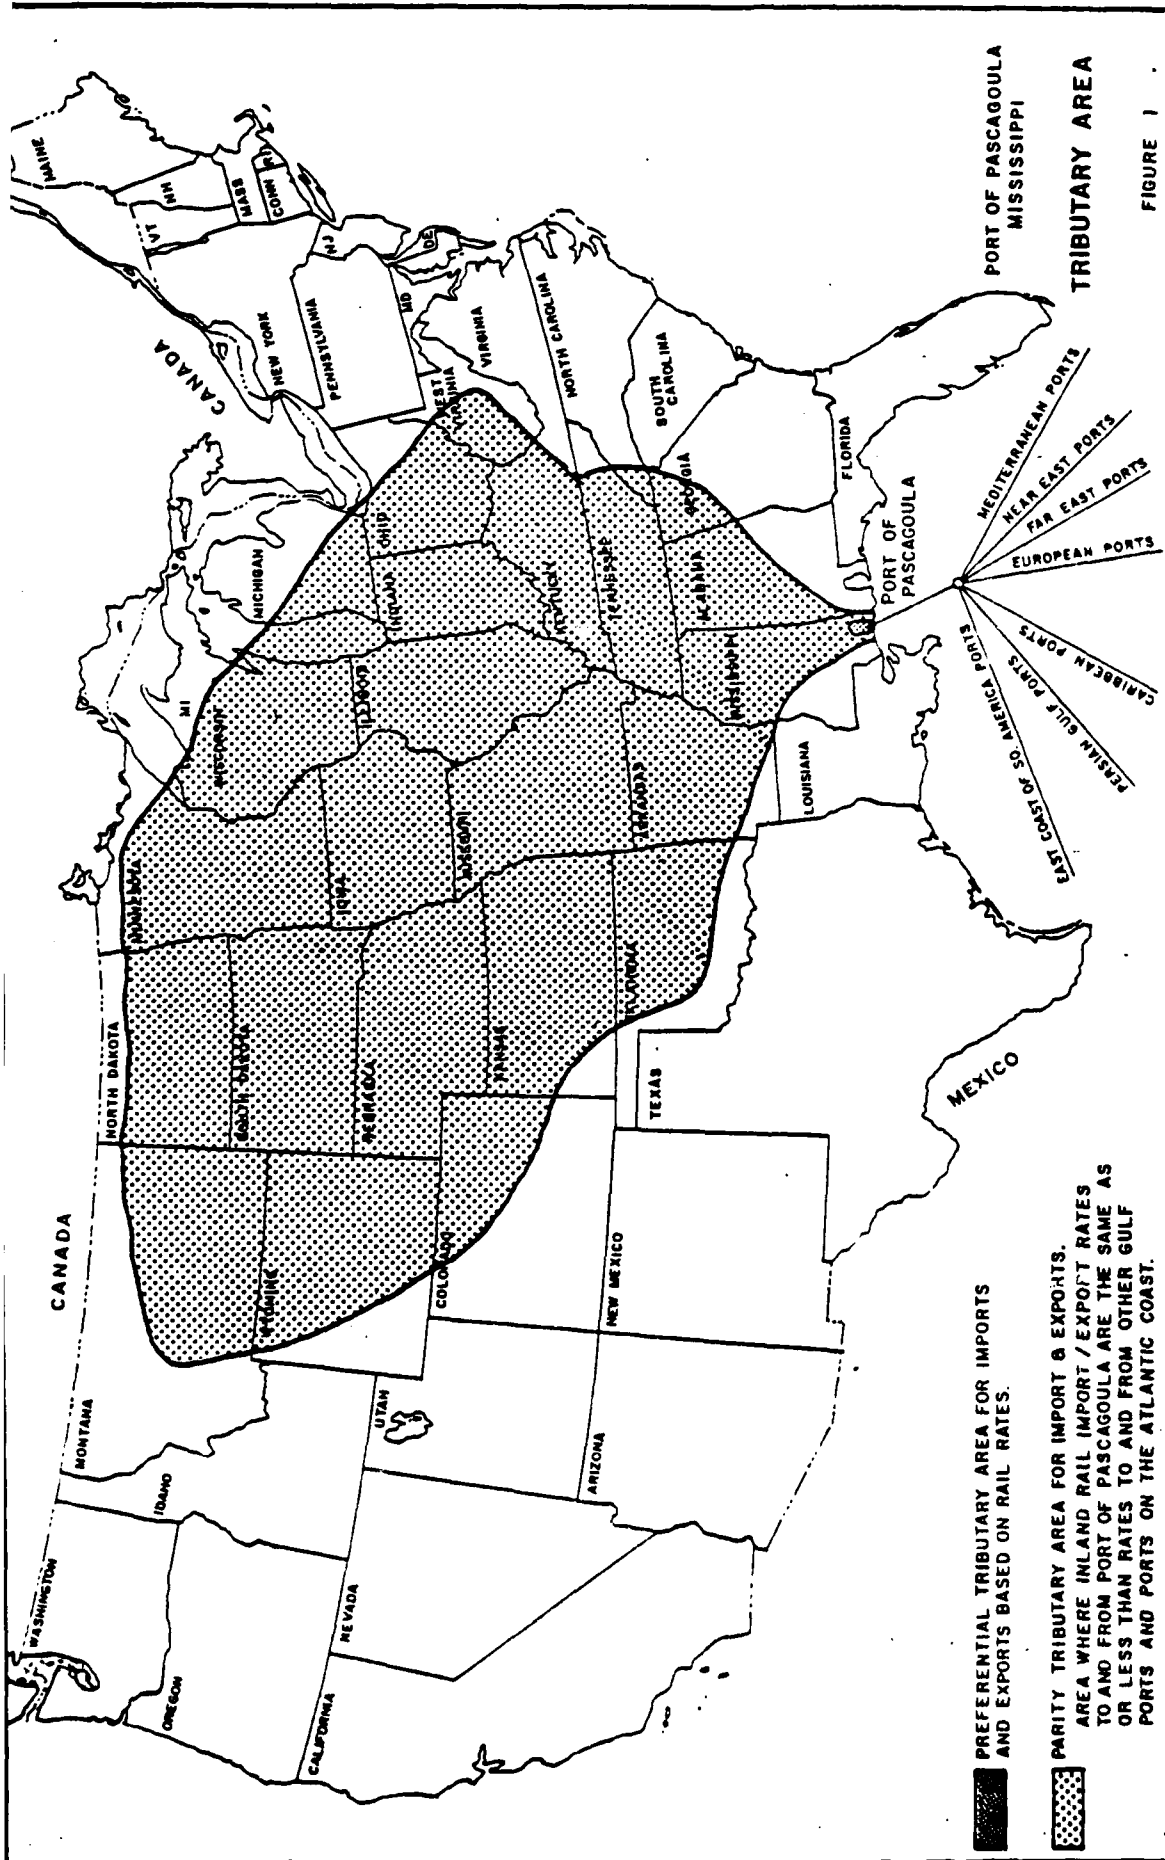 CANADA
CANADA
WASHINGTON
MONTANA
NORTH DAKOTA
MINNESOTA
MI
MICHIGAN
NEW YORK
VT
NH
MAINE
MASS
CONN
RI
OREGON
IDAHO
WYOMING
SOUTH DAKOTA
WISCONSIN
PENNSYLVANIA
NJ
CALIFORNIA
NEVADA
UTAH
COLORADO
NEBRASKA
IOWA
ILLINOIS
INDIANA
OHIO
WEST
VIRGINIA
MD
DE
VIRGINIA
KANSAS
MISSOURI
KENTUCKY
NORTH CAROLINA
ARIZONA
NEW MEXICO
TEXAS
OKLAHOMA
ARKANSAS
TENNESSEE
SOUTH
CAROLINA
LOUISIANA
MISSISSIPPI
ALABAMA
GEORGIA
FLORIDA
MEXICO
PORT OF
PASCAGOULA
EAST COAST OF SO. AMERICA PORTS
PERSIAN GULF PORTS
CARIBBEAN PORTS
EUROPEAN PORTS
FAR EAST PORTS
NEAR EAST PORTS
MEDITERRANEAN PORTS
PREFERENTIAL TRIBUTARY AREA FOR IMPORTS
AND EXPORTS BASED ON RAIL RATES.
PARITY TRIBUTARY AREA FOR IMPORT & EXPORTS.
AREA WHERE INLAND RAIL IMPORT / EXPORT RATES
TO AND FROM PORT OF PASCAGOULA ARE THE SAME AS
OR LESS THAN RATES TO AND FROM OTHER GULF
PORTS AND PORTS ON THE ATLANTIC COAST.
PORT OF PASCAGOULA
MISSISSIPPI
TRIBUTARY AREA
FIGURE 1